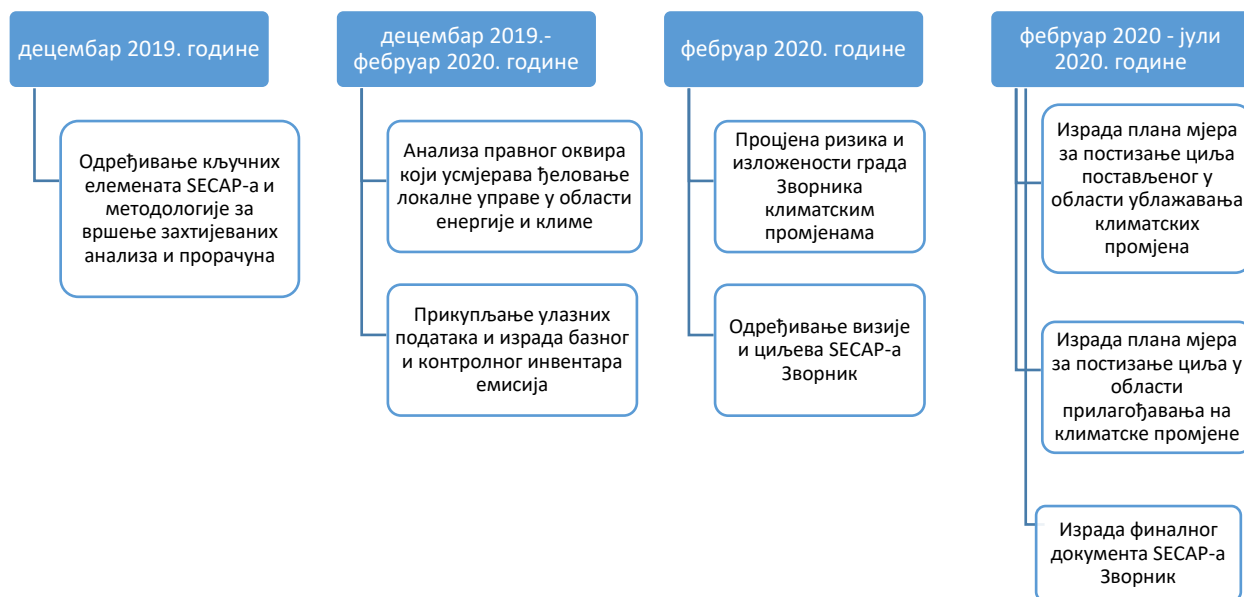 децембар 2019. године
Одређивање кључних
елемената SECAP-а и
методологије за
вршење захтијеваних
анализа и прорачуна
децембар 2019.-
фебруар 2020. године
Анализа правног оквира
који усмјерава ђеловање
локалне управе у области
енергије и климе
Прикупљање улазних
података и израда базног
и контролног инвентара
емисија
фебруар 2020. године
Процјена ризика и
изложености града
Зворника
климатским
промјенама
Одређивање визије
и циљева SECAP-а
Зворник
фебруар 2020 - јули
2020. године
Израда плана мјера
за постизање циља
постављеног у
области ублажавања
климатских
промјена
Израда плана мјера
за постизање циља у
области
прилагођавања на
климатске промјене
Израда финалног
документа SECAP-а
Зворник